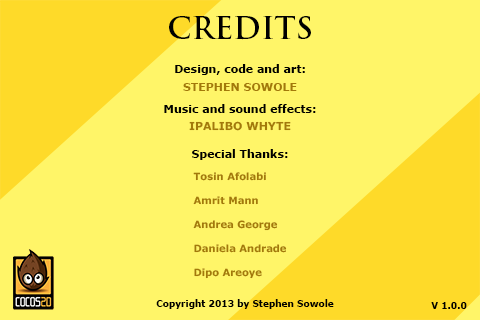 CREDITS
Design, code and art:
STEPHEN SOWOLE
Music and sound effects:
IPALIBO WHYTE
Special Thanks:
Tosin Afolabi
Amrit Mann
Andrea George
Daniela Andrade
Dipo Areoye
COCOS2D
Copyright 2013 by Stephen Sowole
V 1.0.0